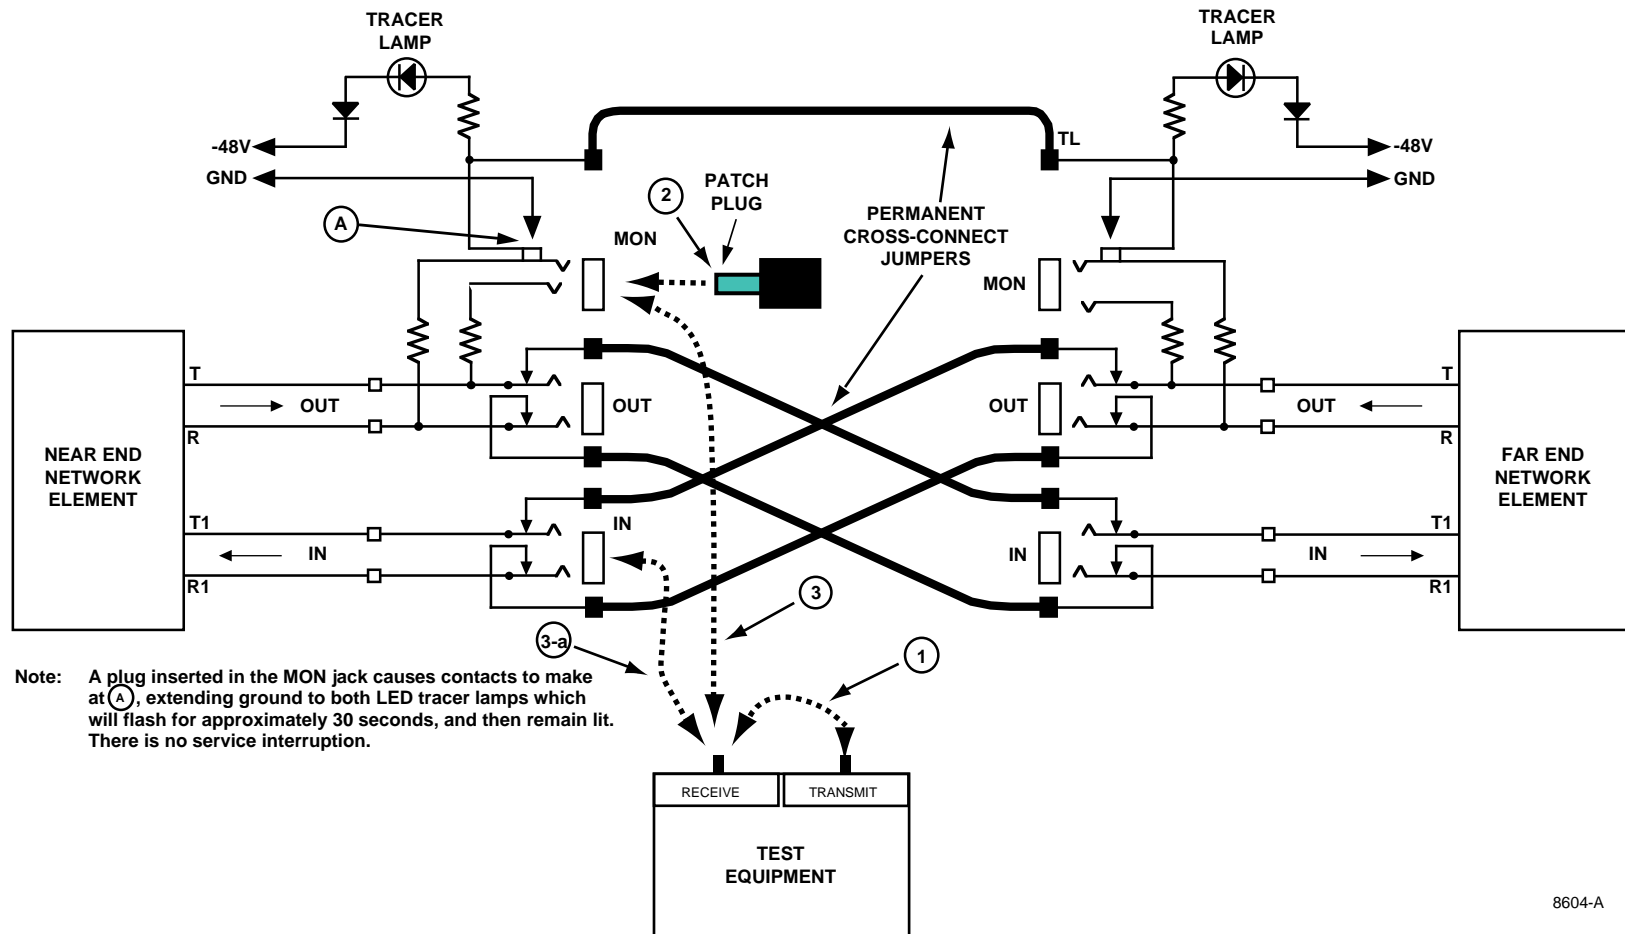 TRACER
LAMP
TRACER
LAMP
-48V
GND
TL
-48V
GND
A
2
PATCH
PLUG
MON
PERMANENT
CROSS-CONNECT
JUMPERS
MON
NEAR END
NETWORK
ELEMENT
T
OUT
R
OUT
OUT
T
OUT
R
FAR END
NETWORK
ELEMENT
T1
IN
R1
IN
IN
T1
IN
R1
3
3-a
1
Note: A plug inserted in the MON jack causes contacts to make
at A, extending ground to both LED tracer lamps which
will flash for approximately 30 seconds, and then remain lit.
There is no service interruption.
RECEIVE
TRANSMIT
TEST
EQUIPMENT
8604-A